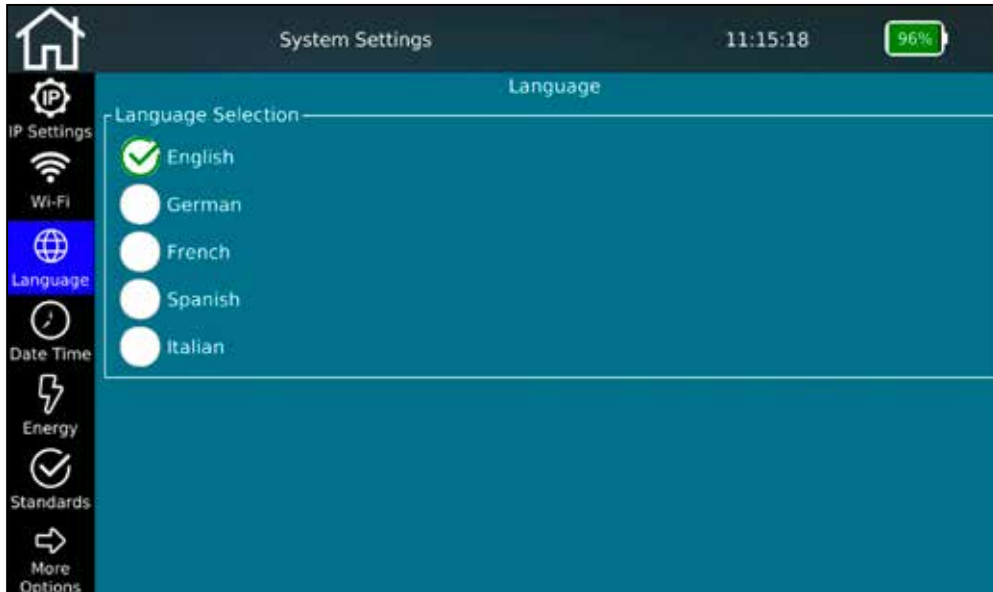 System Settings
11:15:18
96%
IP
IP Settings
Wi-Fi
Language
Date Time
Energy
Standards
More
Options
Language
Language Selection
English
German
French
Spanish
Italian